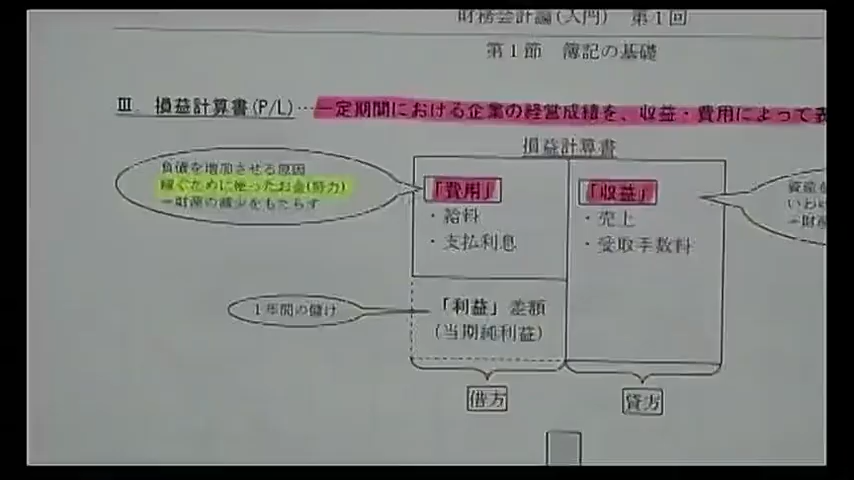 財務会計論(入門) 第1回
第1節 簿記の基礎
Ⅲ 損益計算書(P/L)…一定期間における企業の経営成績を、収益・費用によって表
損益計算書
負債を増加させる原因
稼ぐために使ったお金(努力)
→財産の減少をもたらす
「費用」
・給料
・支払利息
「収益」
・売上
・受取手数料
資産
いわ
→財産
1年間の儲け
「利益」差額
(当期純利益)
借方
貸方